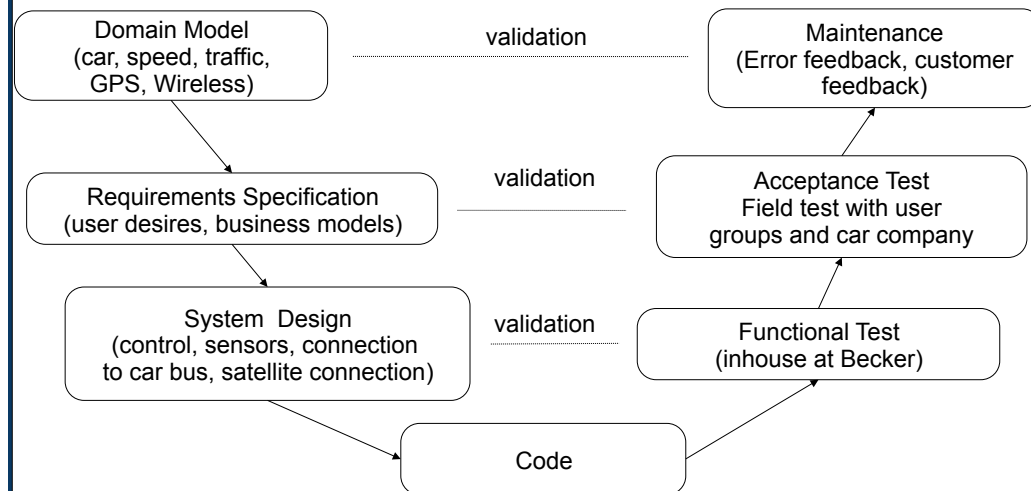 Domain Model
(car, speed, traffic,
GPS, Wireless)
validation
Maintenance
(Error feedback, customer
feedback)
Requirements Specification
(user desires, business models)
validation
Acceptance Test
Field test with user
groups and car company
System Design
(control, sensors, connection
to car bus, satellite connection)
validation
Functional Test
(inhouse at Becker)
Code